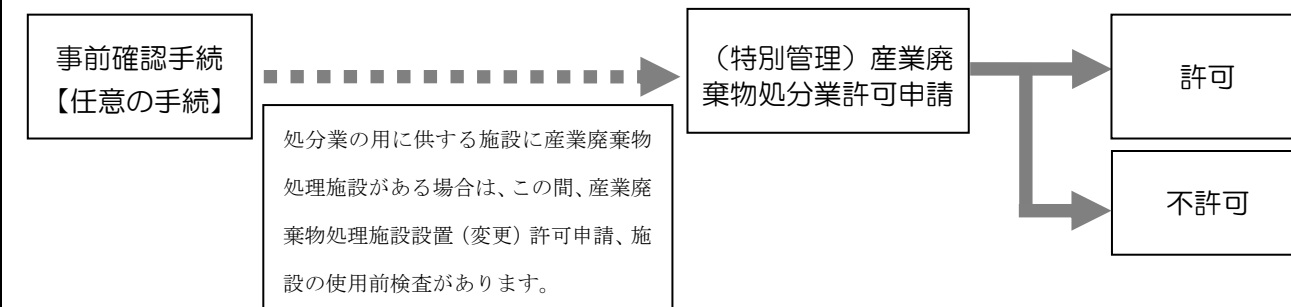 事前確認手続
【任意の手続】
処分業の用に供する施設に産業廃棄物
処理施設がある場合は、この間、産業廃
棄物処理施設設置（変更）許可申請、施
設の使用前検査があります。
（特別管理）産業廃
棄物処分業許可申請
許可
不許可